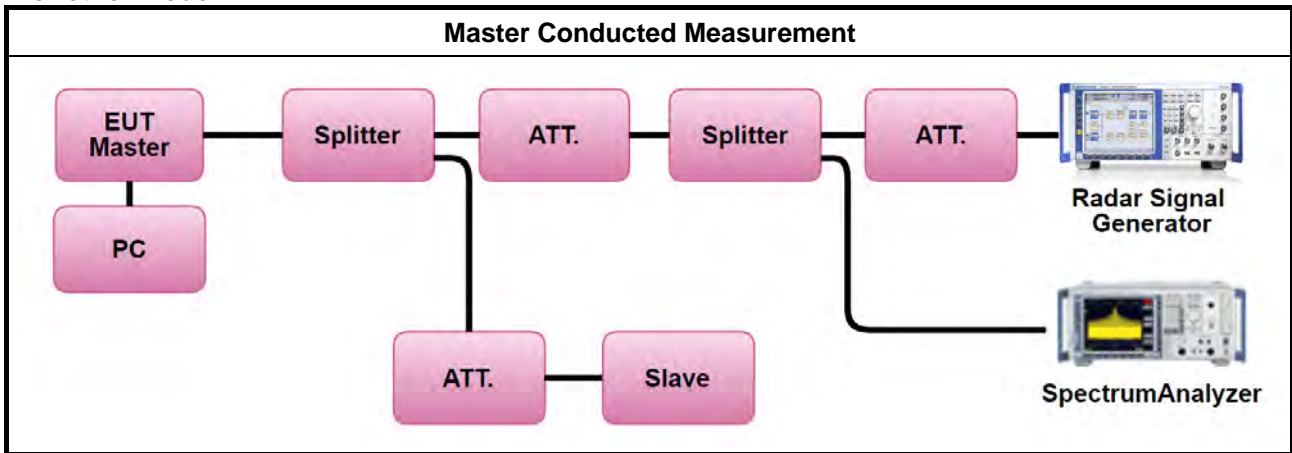 Master Conducted Measurement
EUT
Master
Splitter
ATT.
Splitter
ATT.
Radar Signal
Generator
PC
ATT.
Slave
SpectrumAnalyzer